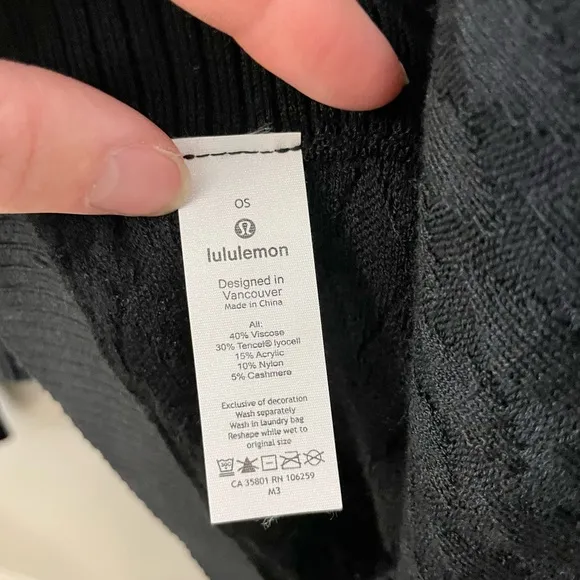 OS
lululemon
Designed in
Vancouver
Made in China
All:
40% Viscose
30% Tencel® lyocell
15% Acrylic
10% Nylon
5% Cashmere
Exclusive of decoration
Wash separately
Wash in laundry bag
Reshape while wet to
original size
CA 35801 RN 106259
M3